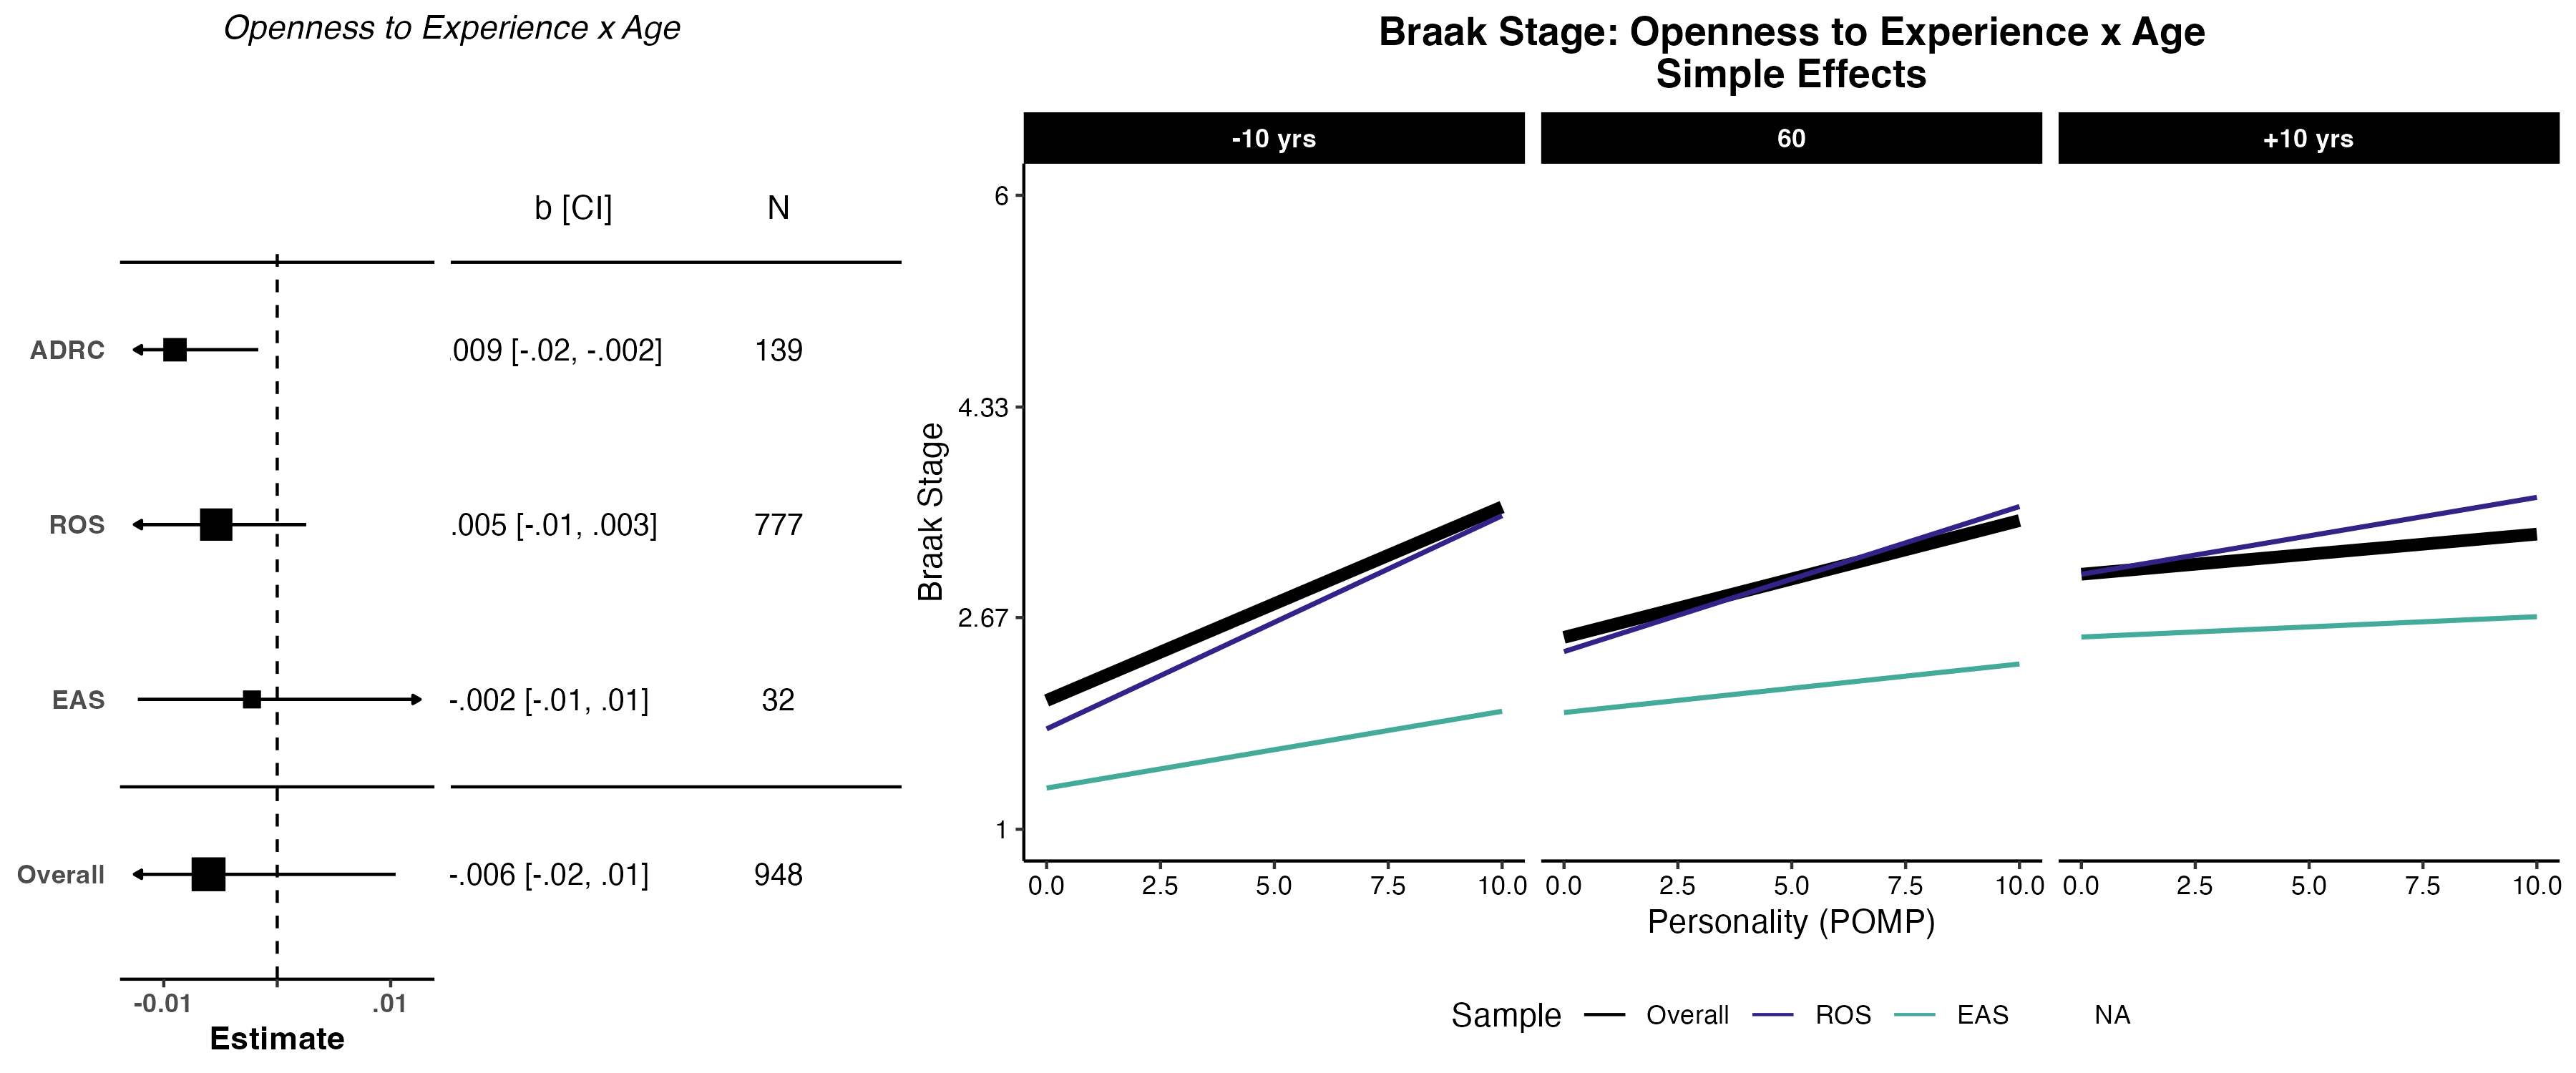 Openness to Experience x Age
b [CI] N
ADRC .009 [-.02, -.002] 139
ROS .005 [-.01, .003] 777
EAS -.002 [-.01, .01] 32
Overall -.006 [-.02, .01] 948
-0.01 .01
Estimate
Braak Stage: Openness to Experience x Age
Simple Effects
-10 yrs 60 +10 yrs
Braak Stage
6
4.33
2.67
1
0.0 2.5 5.0 7.5 10.0 0.0 2.5 5.0 7.5 10.0 0.0 2.5 5.0 7.5 10.0
Personality (POMP)
Sample Overall ROS EAS NA